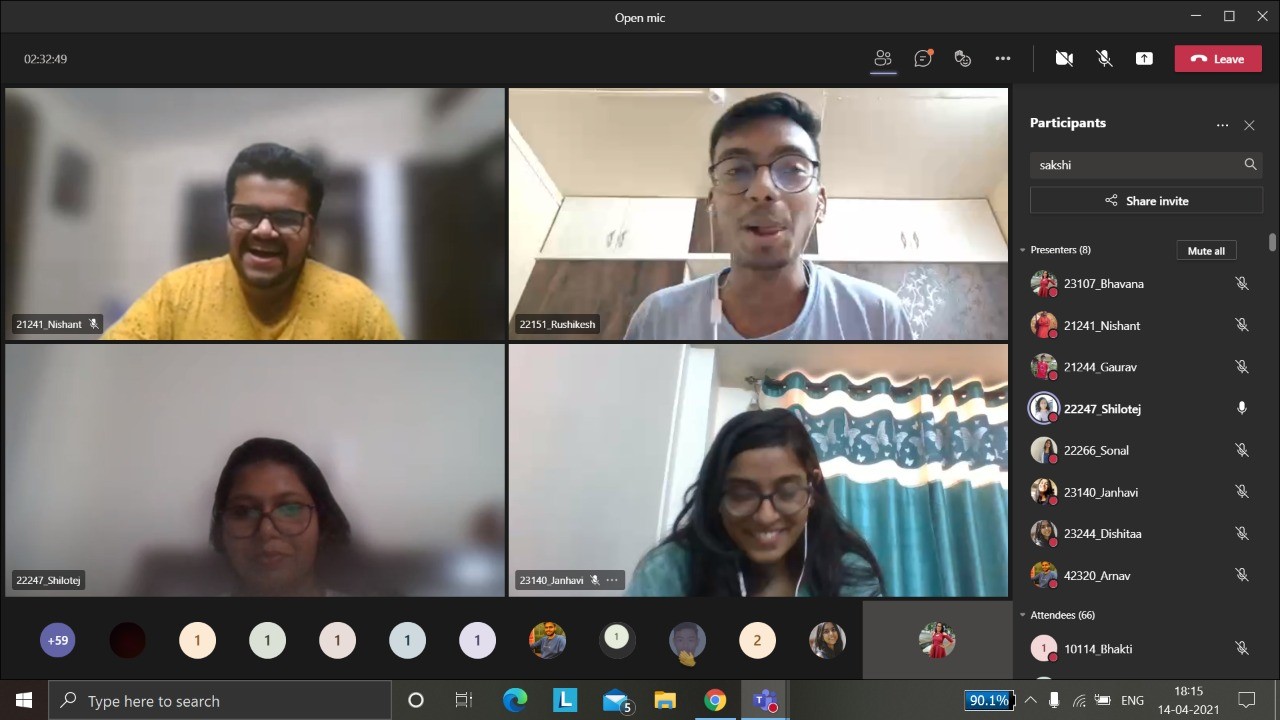 Open mic
02:32:49
Leave
21241_Nishant
22151_Rushikesh
22247_Shilotej
23140_Janhavi
+59
1
1
1
1
1
1
2
Participants
sakshi
Share invite
Presenters (8)
Mute all
23107_Bhavana
21241_Nishant
21244_Gaurav
22247_Shilotej
22266_Sonal
23140_Janhavi
23244_Dishitaa
42320_Arnav
Attendees (66)
1
10114_Bhakti
Type here to search
L
5
90.1%
ENG
18:15
14-04-2021